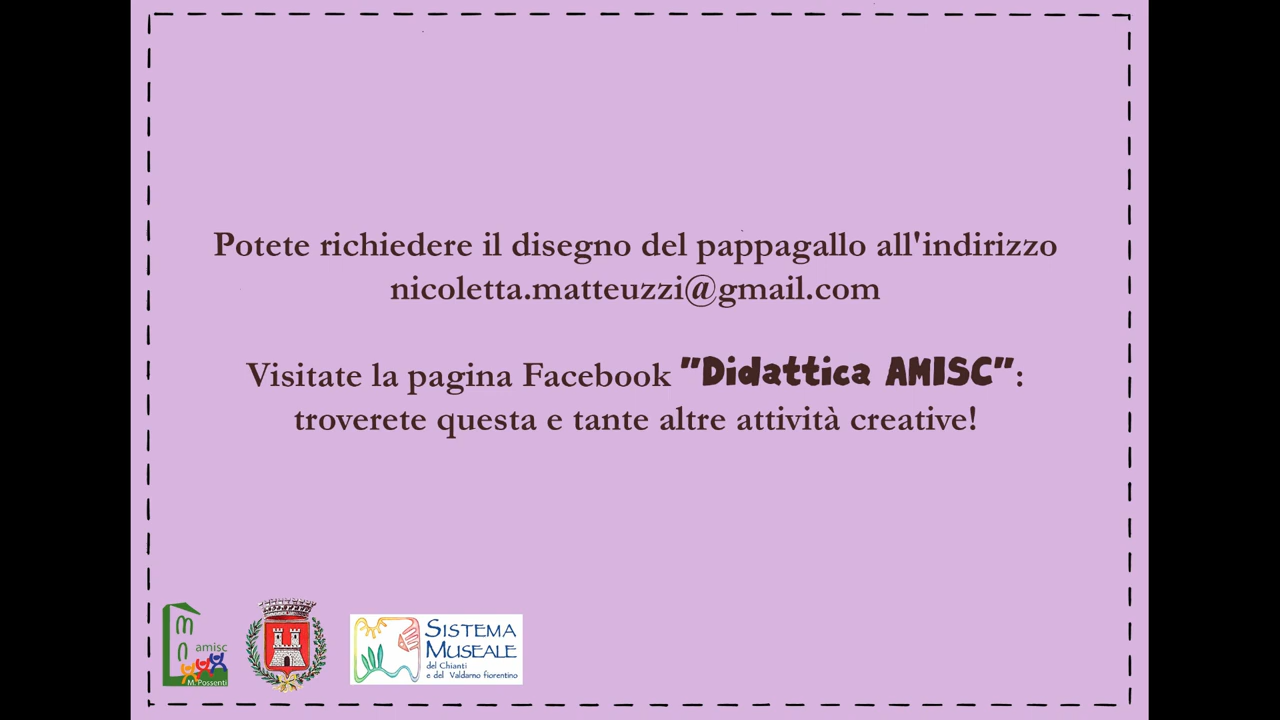 Potete richiedere il disegno del pappagallo all'indirizzo
nicoletta.matteuzzi@gmail.com
Visitate la pagina Facebook "Didattica AMISC":
troverete questa e tante altre attività creative!
amisc
M. Possenti
SISTEMA
MUSEALE
del Chianti
e del Valdarno fiorentino